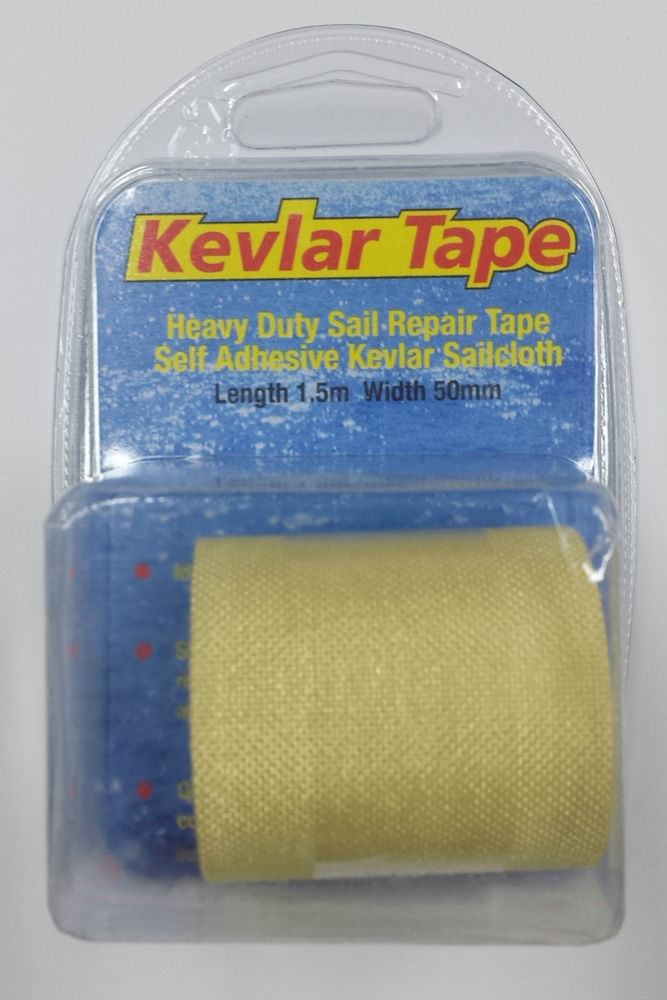 Kevlar Tape
Heavy Duty Sail Repair Tape
Self Adhesive Kevlar Sailcloth
Length 1.5m Width 50mm